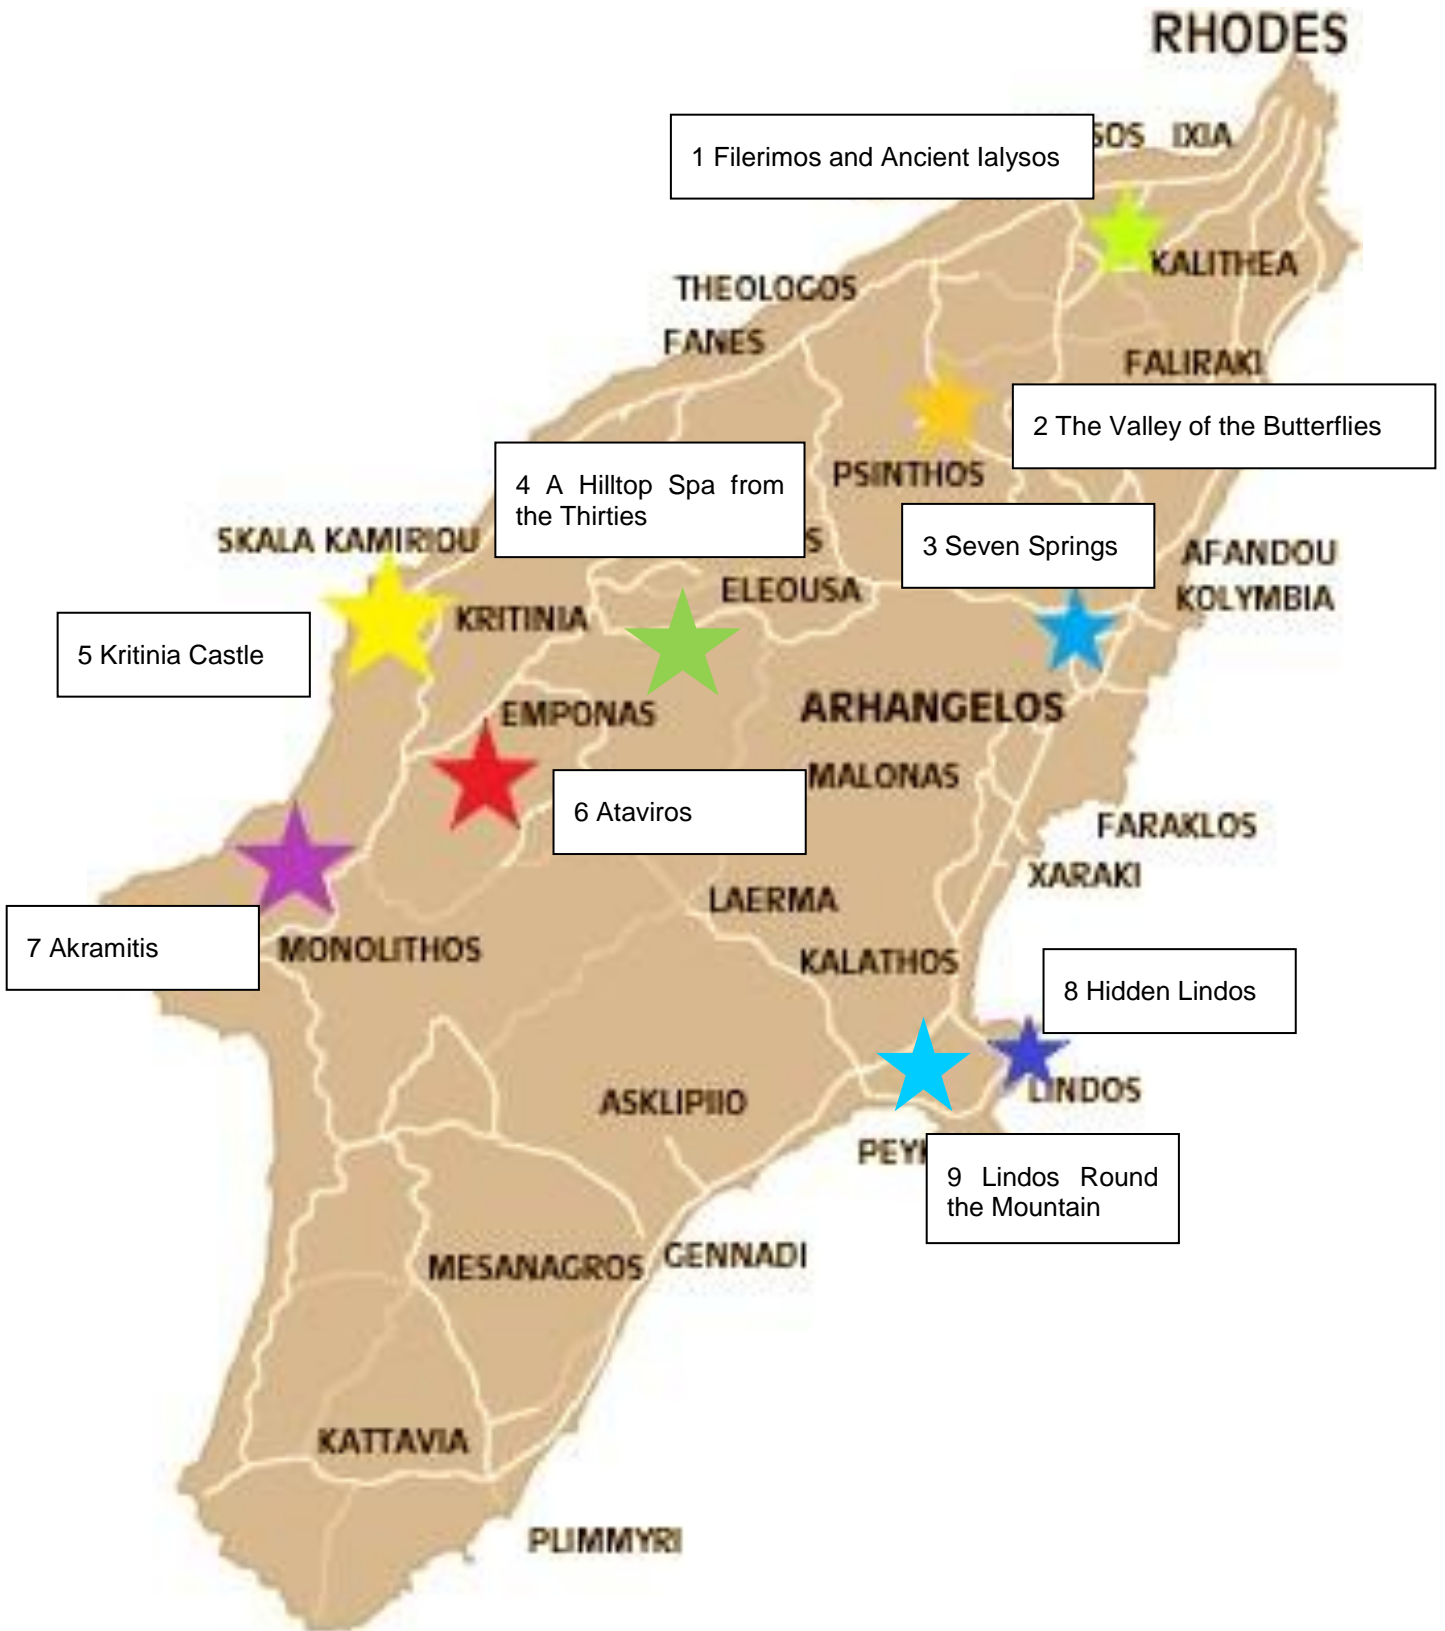 RHODES
SOS IXIA
1 Filerimos and Ancient Ialysos
KALITHEA
THEOLOGOS
FANES
FALIRAKI
2 The Valley of the Butterflies
PSINTHOS
4 A Hilltop Spa from
the Thirties
S
SKALA KAMIRIOU
3 Seven Springs
AFANDOU
ELEOUSA
KOLYMBIA
KRITINIA
5 Kritinia Castle
ARHANGELOS
EMPONAS
MALONAS
6 Ataviros
FARAKLOS
XARAKI
LAERMA
7 Akramitis
MONOLITHOS
KALATHOS
8 Hidden Lindos
LINDOS
ASKLIPIIO
PEY
9 Lindos Round
the Mountain
GENNADI
MESANAGROS
KATTAVIA
PLIMMYRI